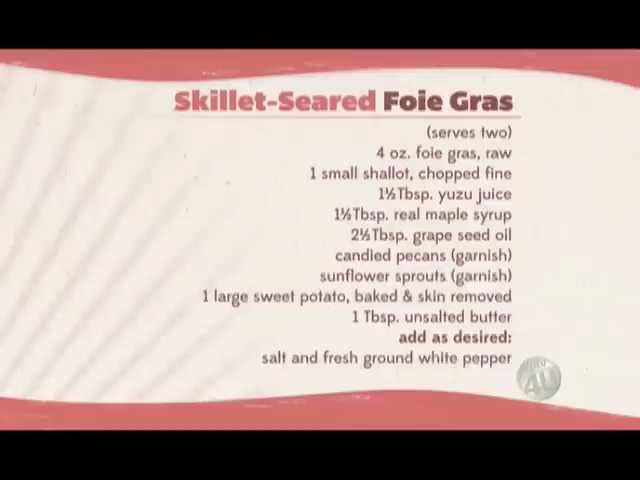 Skillet-Seared Foie Gras
(serves two)
4 oz. foie gras, raw
1 small shallot, chopped fine
1½Tbsp. yuzu juice
1½Tbsp. real maple syrup
2½Tbsp. grape seed oil
candied pecans (garnish)
sunflower sprouts (garnish)
1 large sweet potato, baked & skin removed
1 Tbsp. unsalted butter
add as desired:
salt and fresh ground white pepper